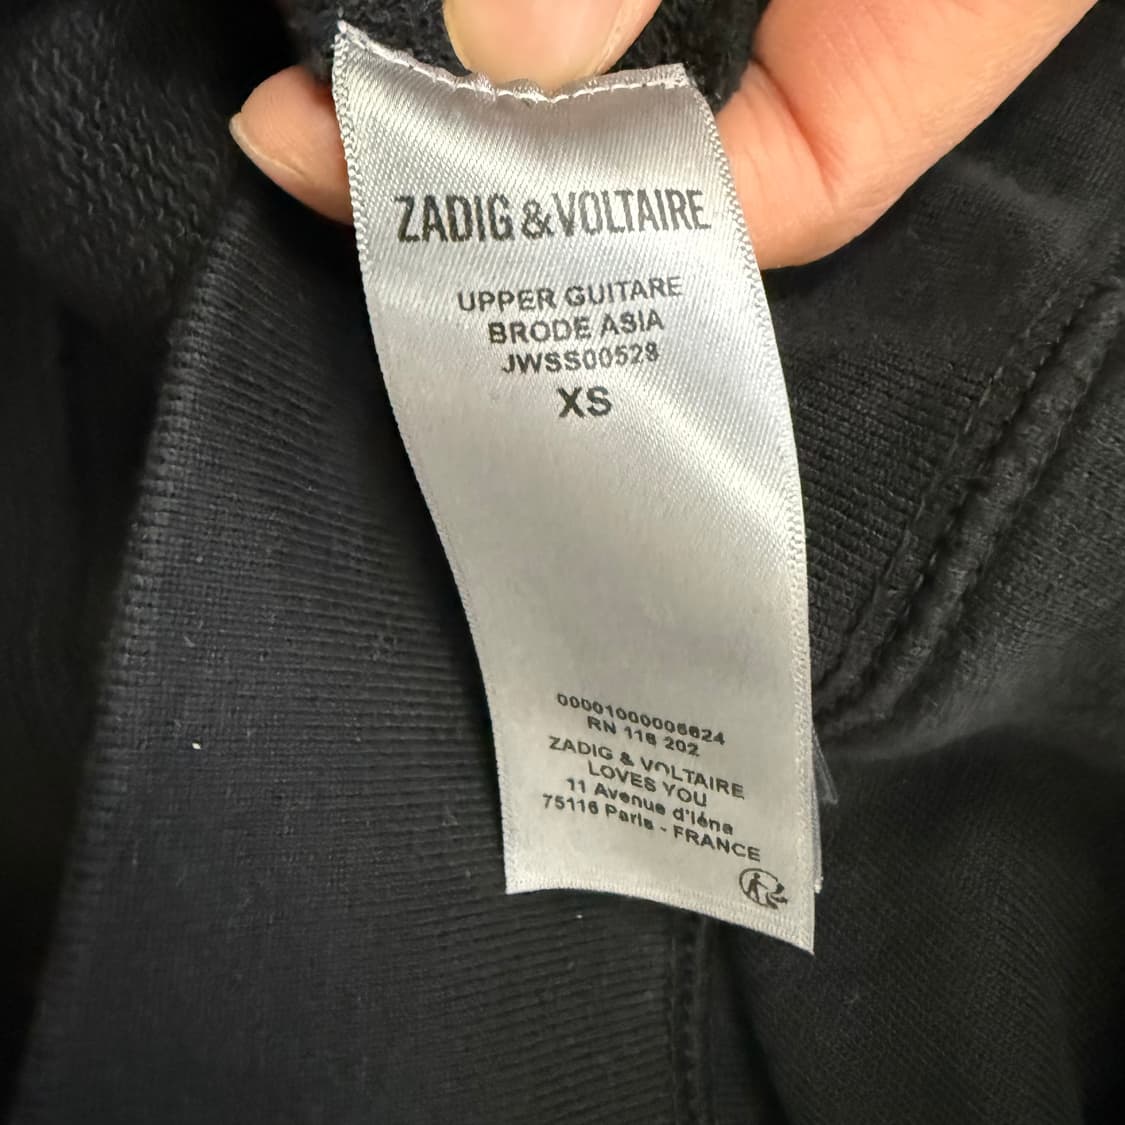 ZADIG & VOLTAIRE
UPPER GUITARE
BRODE ASIA
JWSS00529
XS
00001000006624
RN 116 202
ZADIG & VOLTAIRE
LOVES YOU
11 Avenue d'Iéna
75116 Paris - FRANCE